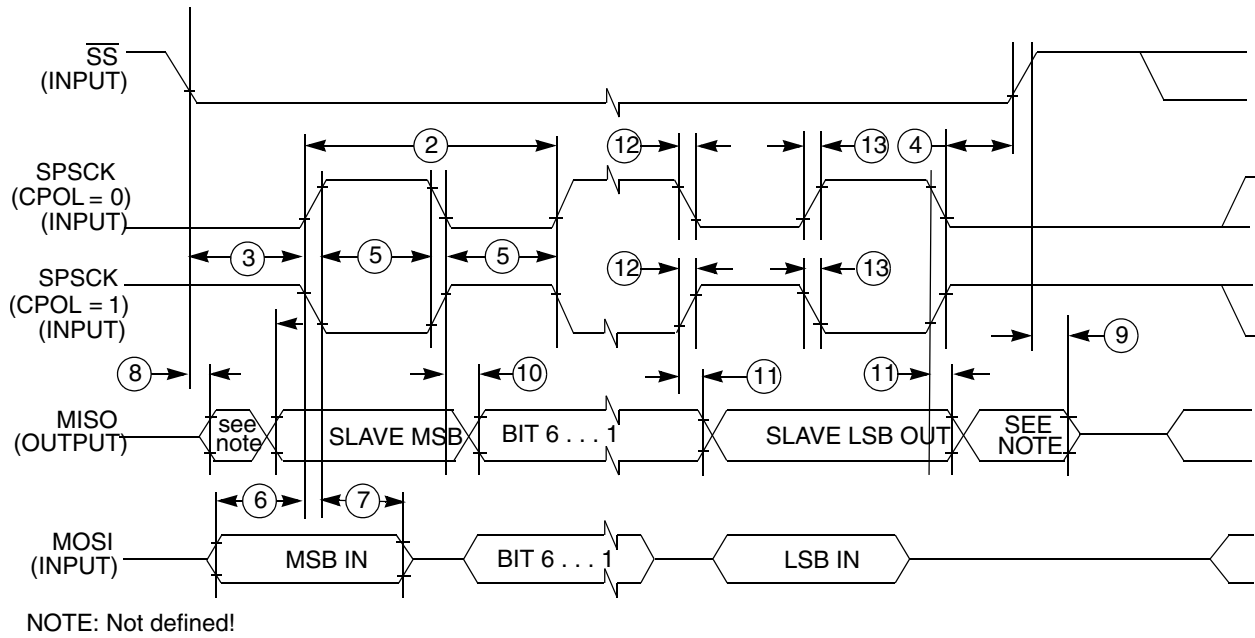 SS
(INPUT)
2
12
13
4
SPSCK
(CPOL = 0)
(INPUT)
3
5
5
12
13
SPSCK
(CPOL = 1)
(INPUT)
8
10
11
11
9
MISO
(OUTPUT)
see
note
SLAVE MSB
BIT 6 . . . 1
SLAVE LSB OUT
SEE
NOTE
6
7
MOSI
(INPUT)
MSB IN
BIT 6 . . . 1
LSB IN
NOTE: Not defined!